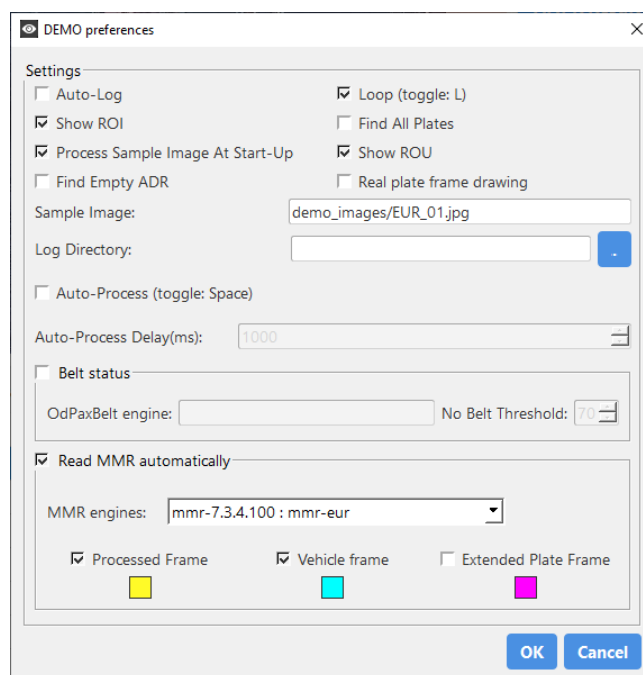 DEMO preferences
Settings
Auto-Log
Loop (toggle: L)
Show ROI
Find All Plates
Process Sample Image At Start-Up
Show ROU
Find Empty ADR
Real plate frame drawing
Sample Image: demo_images/EUR_01.jpg
Log Directory:
..
Auto-Process (toggle: Space)
Auto-Process Delay(ms): 1000
Belt status
OdPaxBelt engine:
No Belt Threshold: 70
Read MMR automatically
MMR engines: mmr-7.3.4.100 : mmr-eur
Processed Frame
Vehicle frame
Extended Plate Frame
OK
Cancel